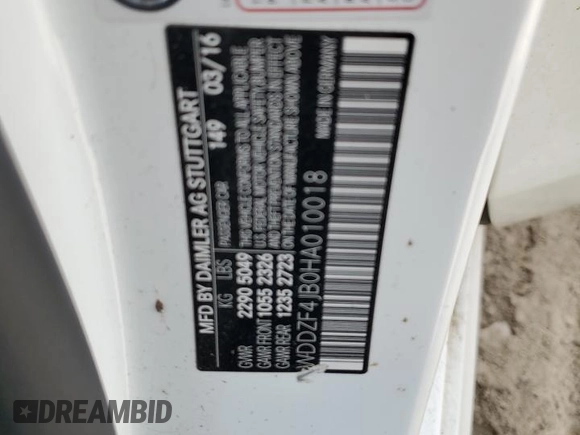 MFD BY DAIMLER AG STUTTGART
PASSENGER CAR 149 03/16
KG LBS
GVWR 2290 5049
GAWR FRONT 1055 2326
GAWR REAR 1235 2723
THIS VEHICLE CONFORMS TO ALL APPLICABLE
U.S. FEDERAL MOTOR VEHICLE SAFETY/BUMPER
AND THEFT PREVENTION STANDARDS IN EFFECT
ON THE DATE OF MANUFACTURE SHOWN ABOVE
MADE IN GERMANY
WDDZF4JB0HA010018
DREAMBID